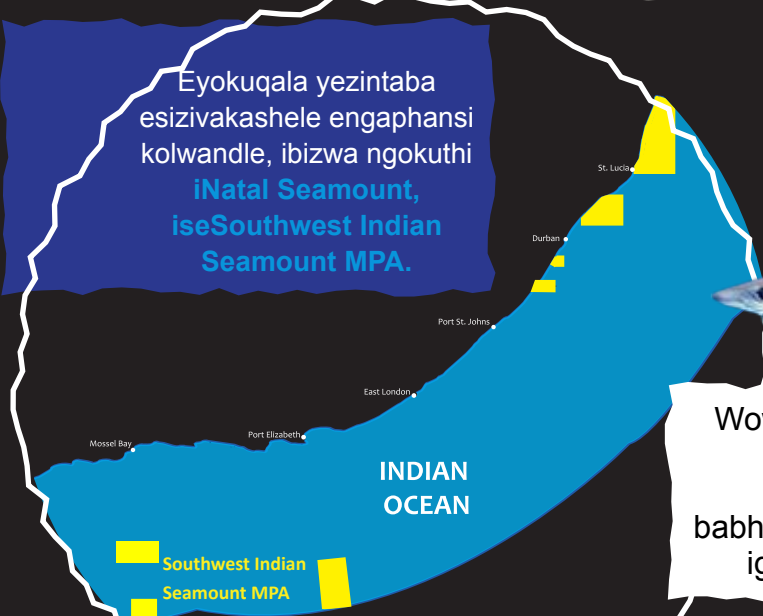 Eyokuqala yezintaba
esizivakashele engaphansi
kolwandle, ibizwa ngokuthi
iNatal Seamount,
iseSouthwest Indian
Seamount MPA.
St. Lucia
Durban
Port St. Johns
East London
Port Elizabeth
Mossel Bay
INDIAN
OCEAN
Southwest Indian
Seamount MPA